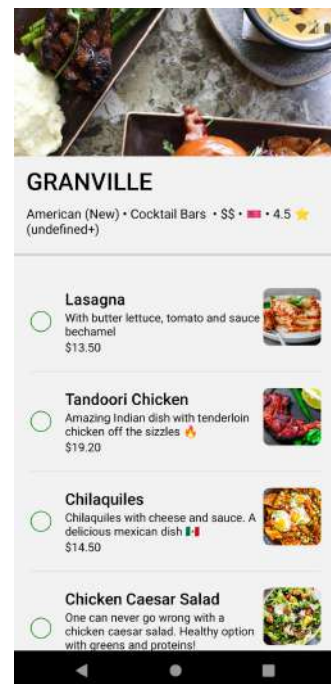 GRANVILLE
American (New) • Cocktail Bars • $$ • 🎫 • 4.5 ⭐
(undefined+)
Lasagna
With butter lettuce, tomato and sauce
bechamel
$13.50
Tandoori Chicken
Amazing Indian dish with tenderloin
chicken off the sizzles 🔥
$19.20
Chilaquiles
Chilaquiles with cheese and sauce. A
delicious mexican dish 🇲🇽
$14.50
Chicken Caesar Salad
One can never go wrong with a
chicken caesar salad. Healthy option
with greens and proteins!